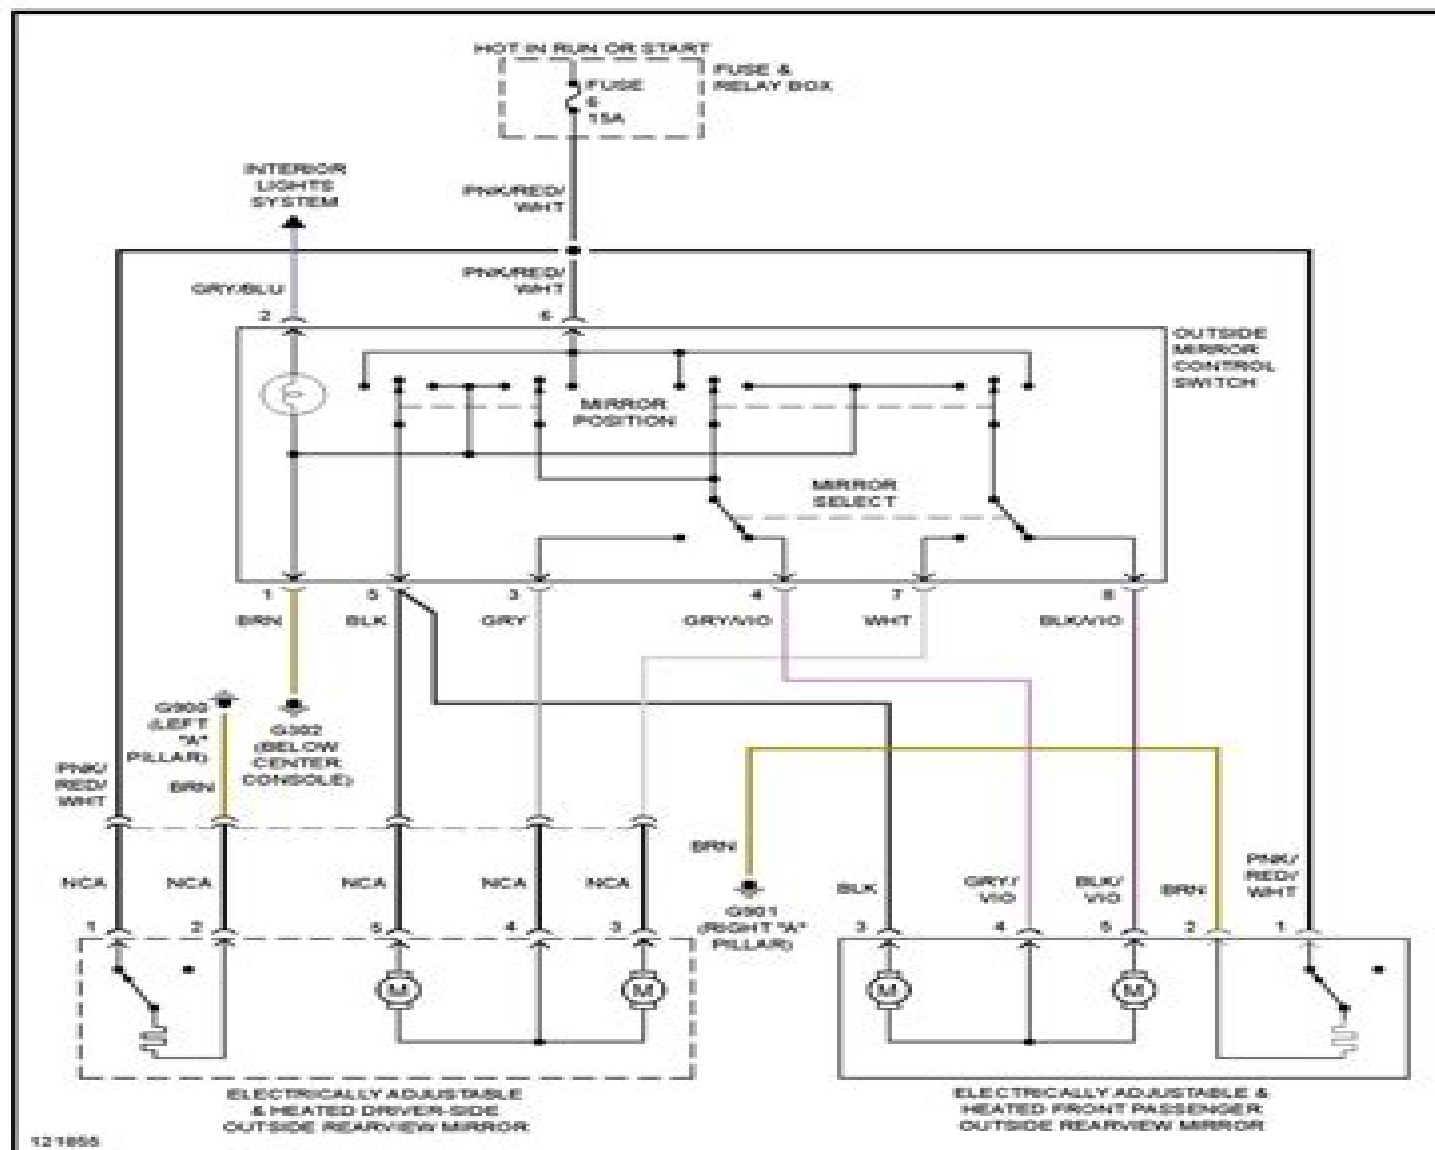 HOT IN RUN OR START
FUSE &
RELAY BOX
FUSE
6
15A
INTERIOR
LIGHTS
SYSTEM
PNK/RED/
WHT
PNK/RED/
WHT
GRY/BLU
2
6
OUTSIDE
MIRROR
CONTROL
SWITCH
MIRROR
POSITION
MIRROR
SELECT
1
5
3
4
7
8
BRN
BLK
GRY
GRY/VIO
WHT
BLK/VIO
G900
(LEFT
"A"
PILLAR)
G302
(BELOW
CENTER
CONSOLE)
PNK/
RED/
WHT
BRN
BRN
G901
(RIGHT "A"
PILLAR)
NCA
NCA
NCA
NCA
NCA
BLK
GRY/
VIO
BLK/
VIO
BRN
PNK/
RED/
WHT
1
2
5
4
3
3
4
5
2
1
M
M
M
M
ELECTRICALLY ADJUSTABLE
& HEATED DRIVER-SIDE
OUTSIDE REARVIEW MIRROR
ELECTRICALLY ADJUSTABLE &
HEATED FRONT PASSENGER
OUTSIDE REARVIEW MIRROR
121855